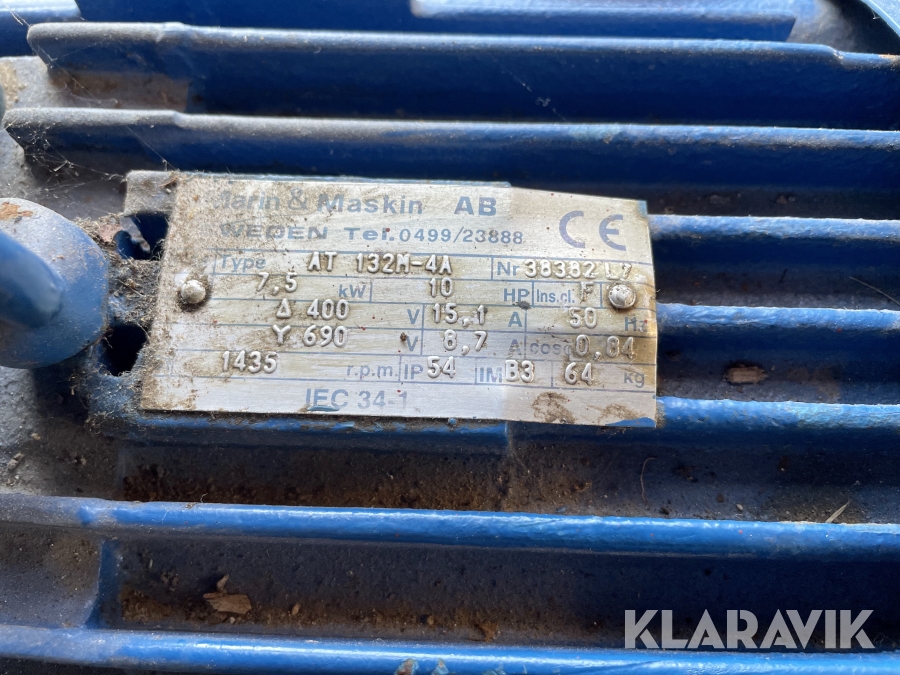 & Maskin AB CE
Tel. 0499/23888
Type AT 132M-4A Nr 38382
7,5 kW 10 HP Ins.cl. F
Δ 400 V 15,1 A 50 Hz
Y 690 V 8,7 A cosφ 0,84
1435 r.p.m. IP 54 IM B3 64 kg
IEC 34-1
KLARAVIK